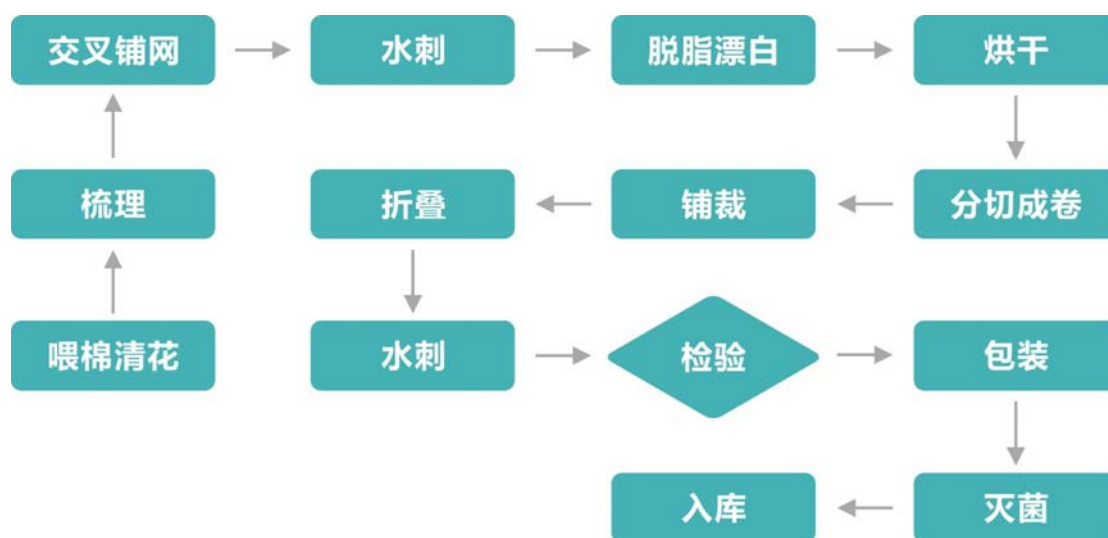 交叉铺网
水刺
脱脂漂白
烘干
梳理
折叠
铺裁
分切成卷
喂棉清花
水刺
检验
包装
入库
灭菌